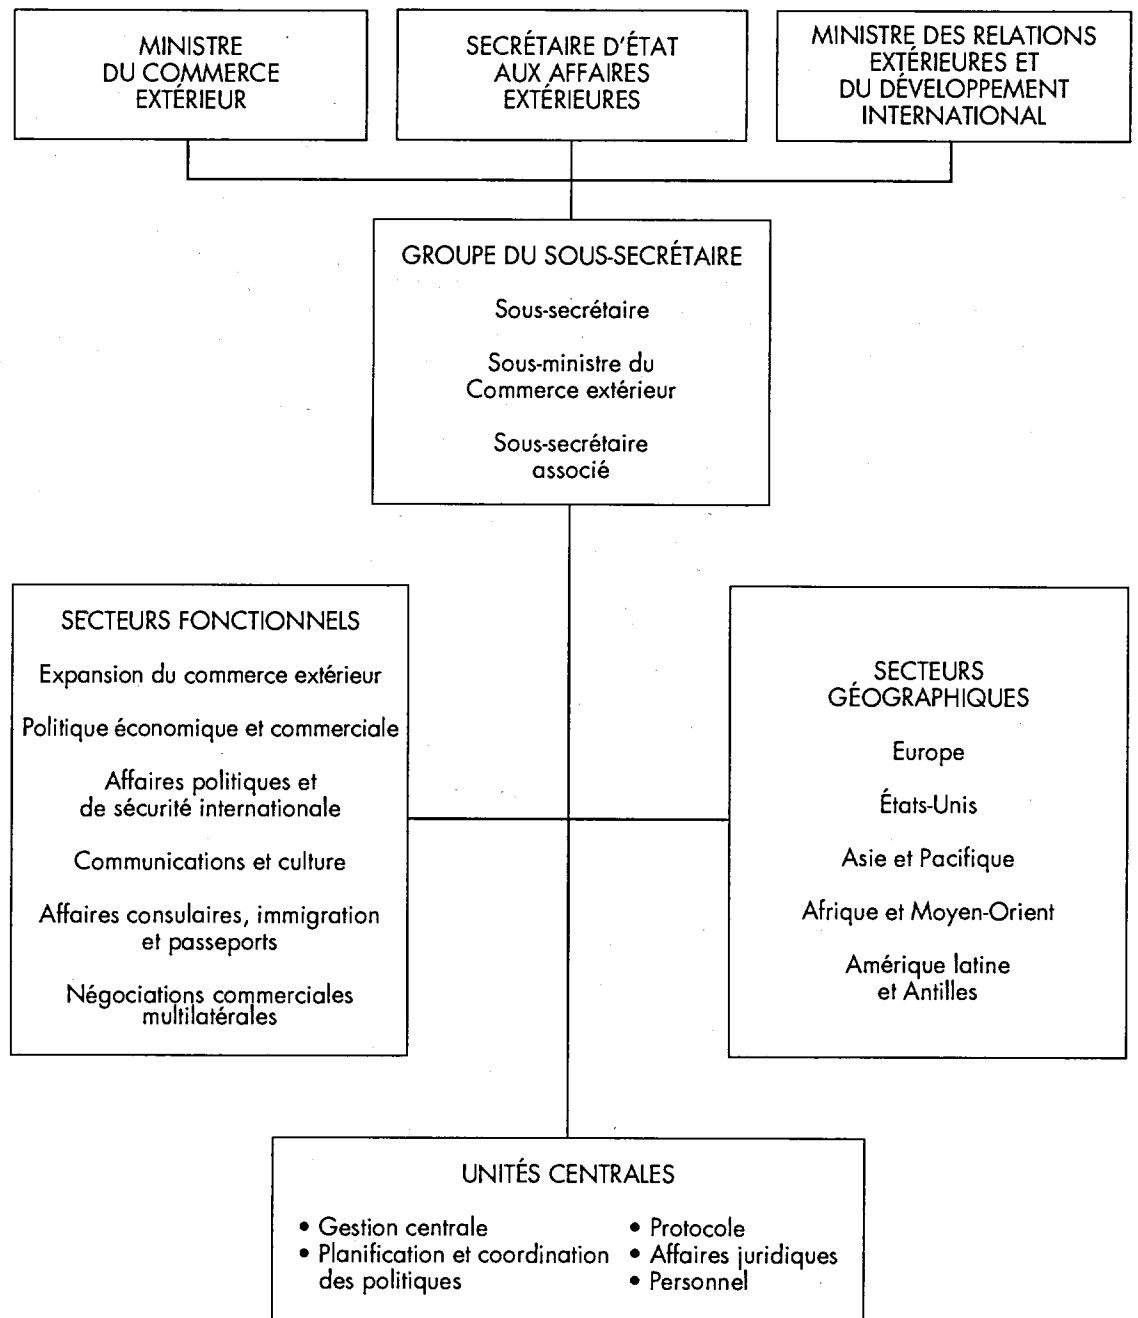 MINISTRE
DU COMMERCE
EXTÉRIEUR
SECRÉTAIRE D'ÉTAT
AUX AFFAIRES
EXTÉRIEURES
MINISTRE DES RELATIONS
EXTÉRIEURES ET
DU DÉVELOPPEMENT
INTERNATIONAL
GROUPE DU SOUS-SECRÉTAIRE
Sous-secrétaire
Sous-ministre du
Commerce extérieur
Sous-secrétaire
associé
SECTEURS FONCTIONNELS
Expansion du commerce extérieur
Politique économique et commerciale
Affaires politiques et
de sécurité internationale
Communications et culture
Affaires consulaires, immigration
et passeports
Négociations commerciales
multilatérales
SECTEURS
GÉOGRAPHIQUES
Europe
États-Unis
Asie et Pacifique
Afrique et Moyen-Orient
Amérique latine
et Antilles
UNITÉS CENTRALES
• Gestion centrale
• Planification et coordination
des politiques
• Protocole
• Affaires juridiques
• Personnel